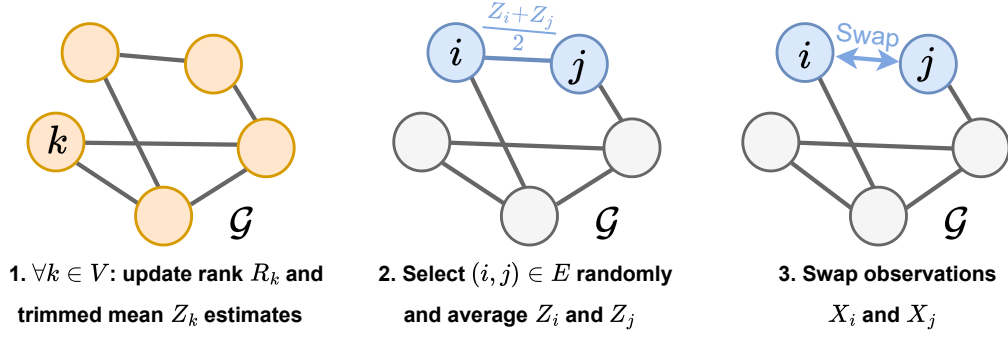 k
𝒢
1. ∀k ∈ V: update rank R_k and
trimmed mean Z_k estimates
(Z_i+Z_j)/2
i
j
𝒢
2. Select (i, j) ∈ E randomly
and average Z_i and Z_j
Swap
i
j
𝒢
3. Swap observations
X_i and X_j